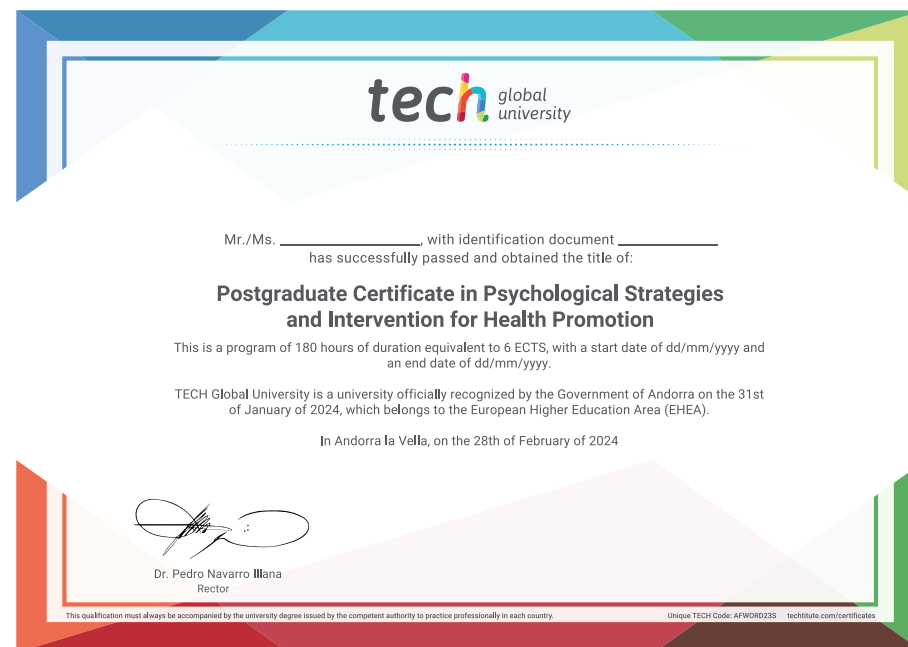 tech global university
Mr./Ms. ____________, with identification document ____________
has successfully passed and obtained the title of:
Postgraduate Certificate in Psychological Strategies
and Intervention for Health Promotion
This is a program of 180 hours of duration equivalent to 6 ECTS, with a start date of dd/mm/yyyy and
an end date of dd/mm/yyyy.
TECH Global University is a university officially recognized by the Government of Andorra on the 31st
of January of 2024, which belongs to the European Higher Education Area (EHEA).
In Andorra la Vella, on the 28th of February of 2024
Dr. Pedro Navarro Illana
Rector
This qualification must always be accompanied by the university degree issued by the competent authority to practice professionally in each country.
Unique TECH Code: AFWORD23S techtitute.com/certificates